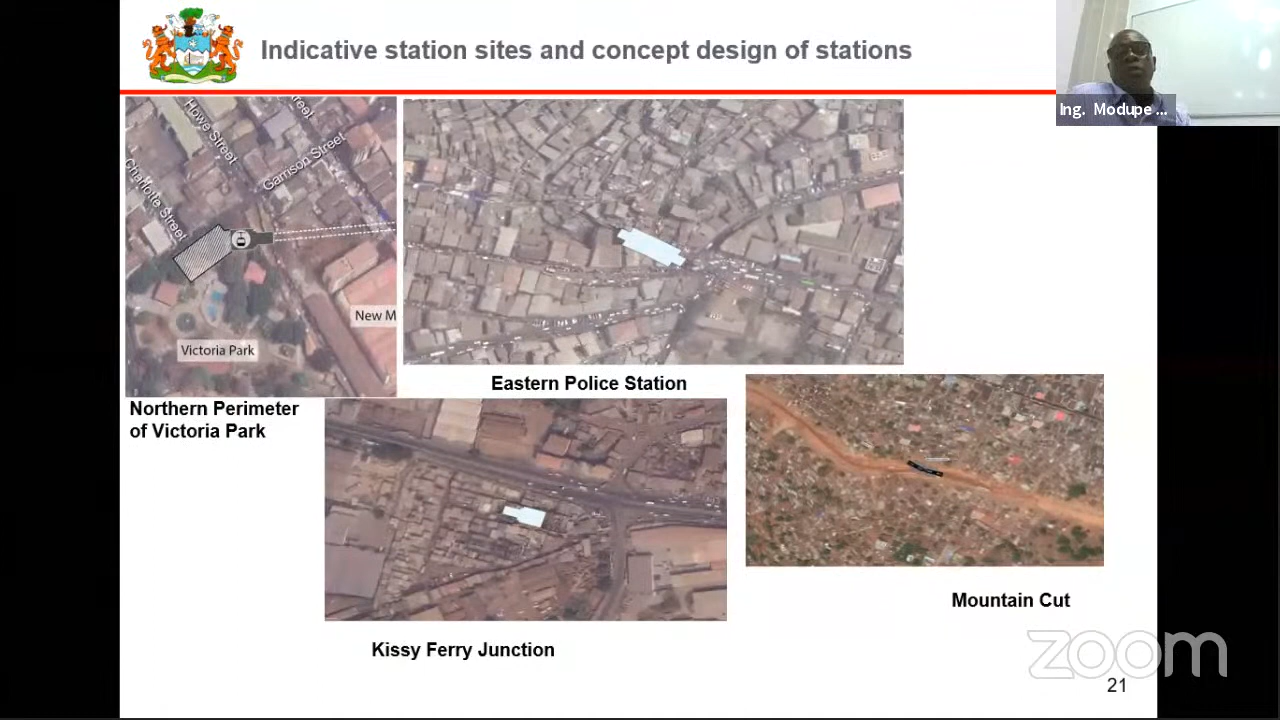 Indicative station sites and concept design of stations
Ing. Modupe ...
Howe Street
Garrison Street
Charlotte Street
New M
Victoria Park
Eastern Police Station
Northern Perimeter
of Victoria Park
Mountain Cut
Kissy Ferry Junction
zoom
21